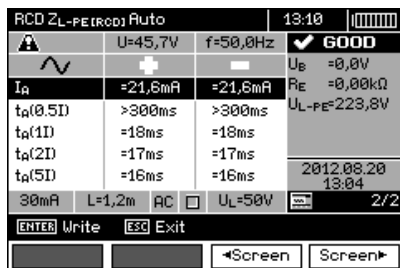 RCD ZL-PE[RCD] Auto 13:10
U=45,7V f=50,0Hz GOOD
UB =0,0V
IA =21,6mA =21,6mA RE =0,00kΩ
tA(0.5I) >300ms >300ms UL-PE=223,8V
tA(1I) =18ms =18ms
tA(2I) =17ms =17ms
tA(5I) =16ms =16ms 2012.08.20
13:04
30mA L=1,2m AC UL=50V 2/2
ENTER Write ESC Exit
◄Screen Screen►